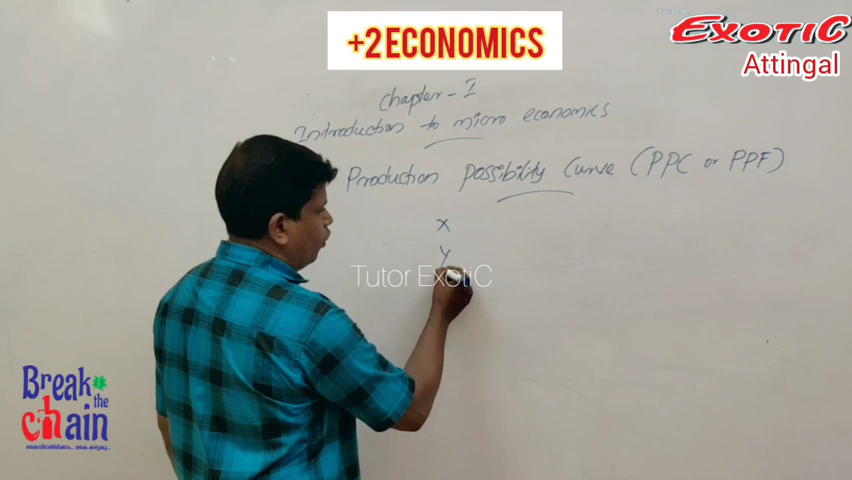 +2 ECONOMICS
EXOTIC
Attingal
Chapter - I
Introduction to micro economics
Production possibility Curve (PPC or PPF)
x
y
Tutor ExotiC
Break
the
chain